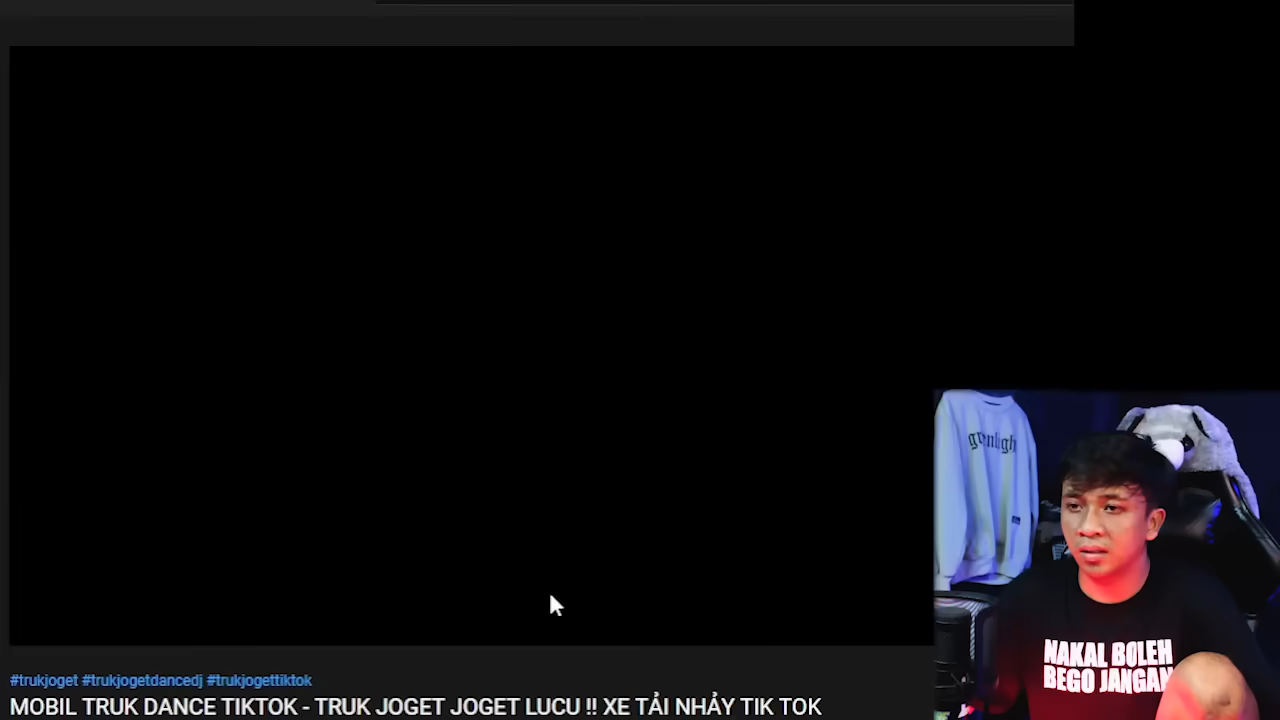 grnligh
NAKAL BOLEH
BEGO JANGAN
#trukjoget #trukjogetdancedj #trukjogettiktok
MOBIL TRUK DANCE TIKTOK - TRUK JOGET JOGET LUCU !! XE TẢI NHẢY TIK TOK